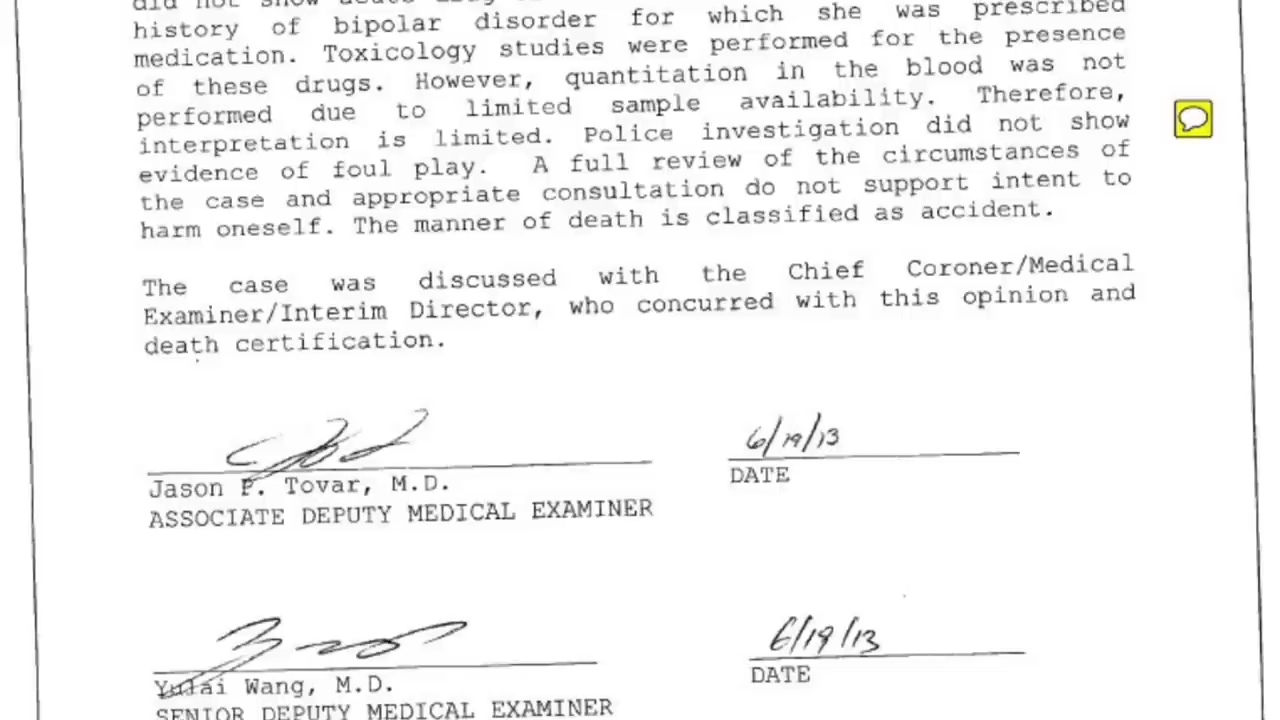 history of bipolar disorder for which she was prescribed
medication. Toxicology studies were performed for the presence
of these drugs. However, quantitation in the blood was not
performed due to limited sample availability. Therefore,
interpretation is limited. Police investigation did not show
evidence of foul play. A full review of the circumstances of
the case and appropriate consultation do not support intent to
harm oneself. The manner of death is classified as accident.
The case was discussed with the Chief Coroner/Medical
Examiner/Interim Director, who concurred with this opinion and
death certification.
6/19/13
Jason P. Tovar, M.D.
DATE
ASSOCIATE DEPUTY MEDICAL EXAMINER
6/19/13
Yulai Wang, M.D.
DATE
SENIOR DEPUTY MEDICAL EXAMINER